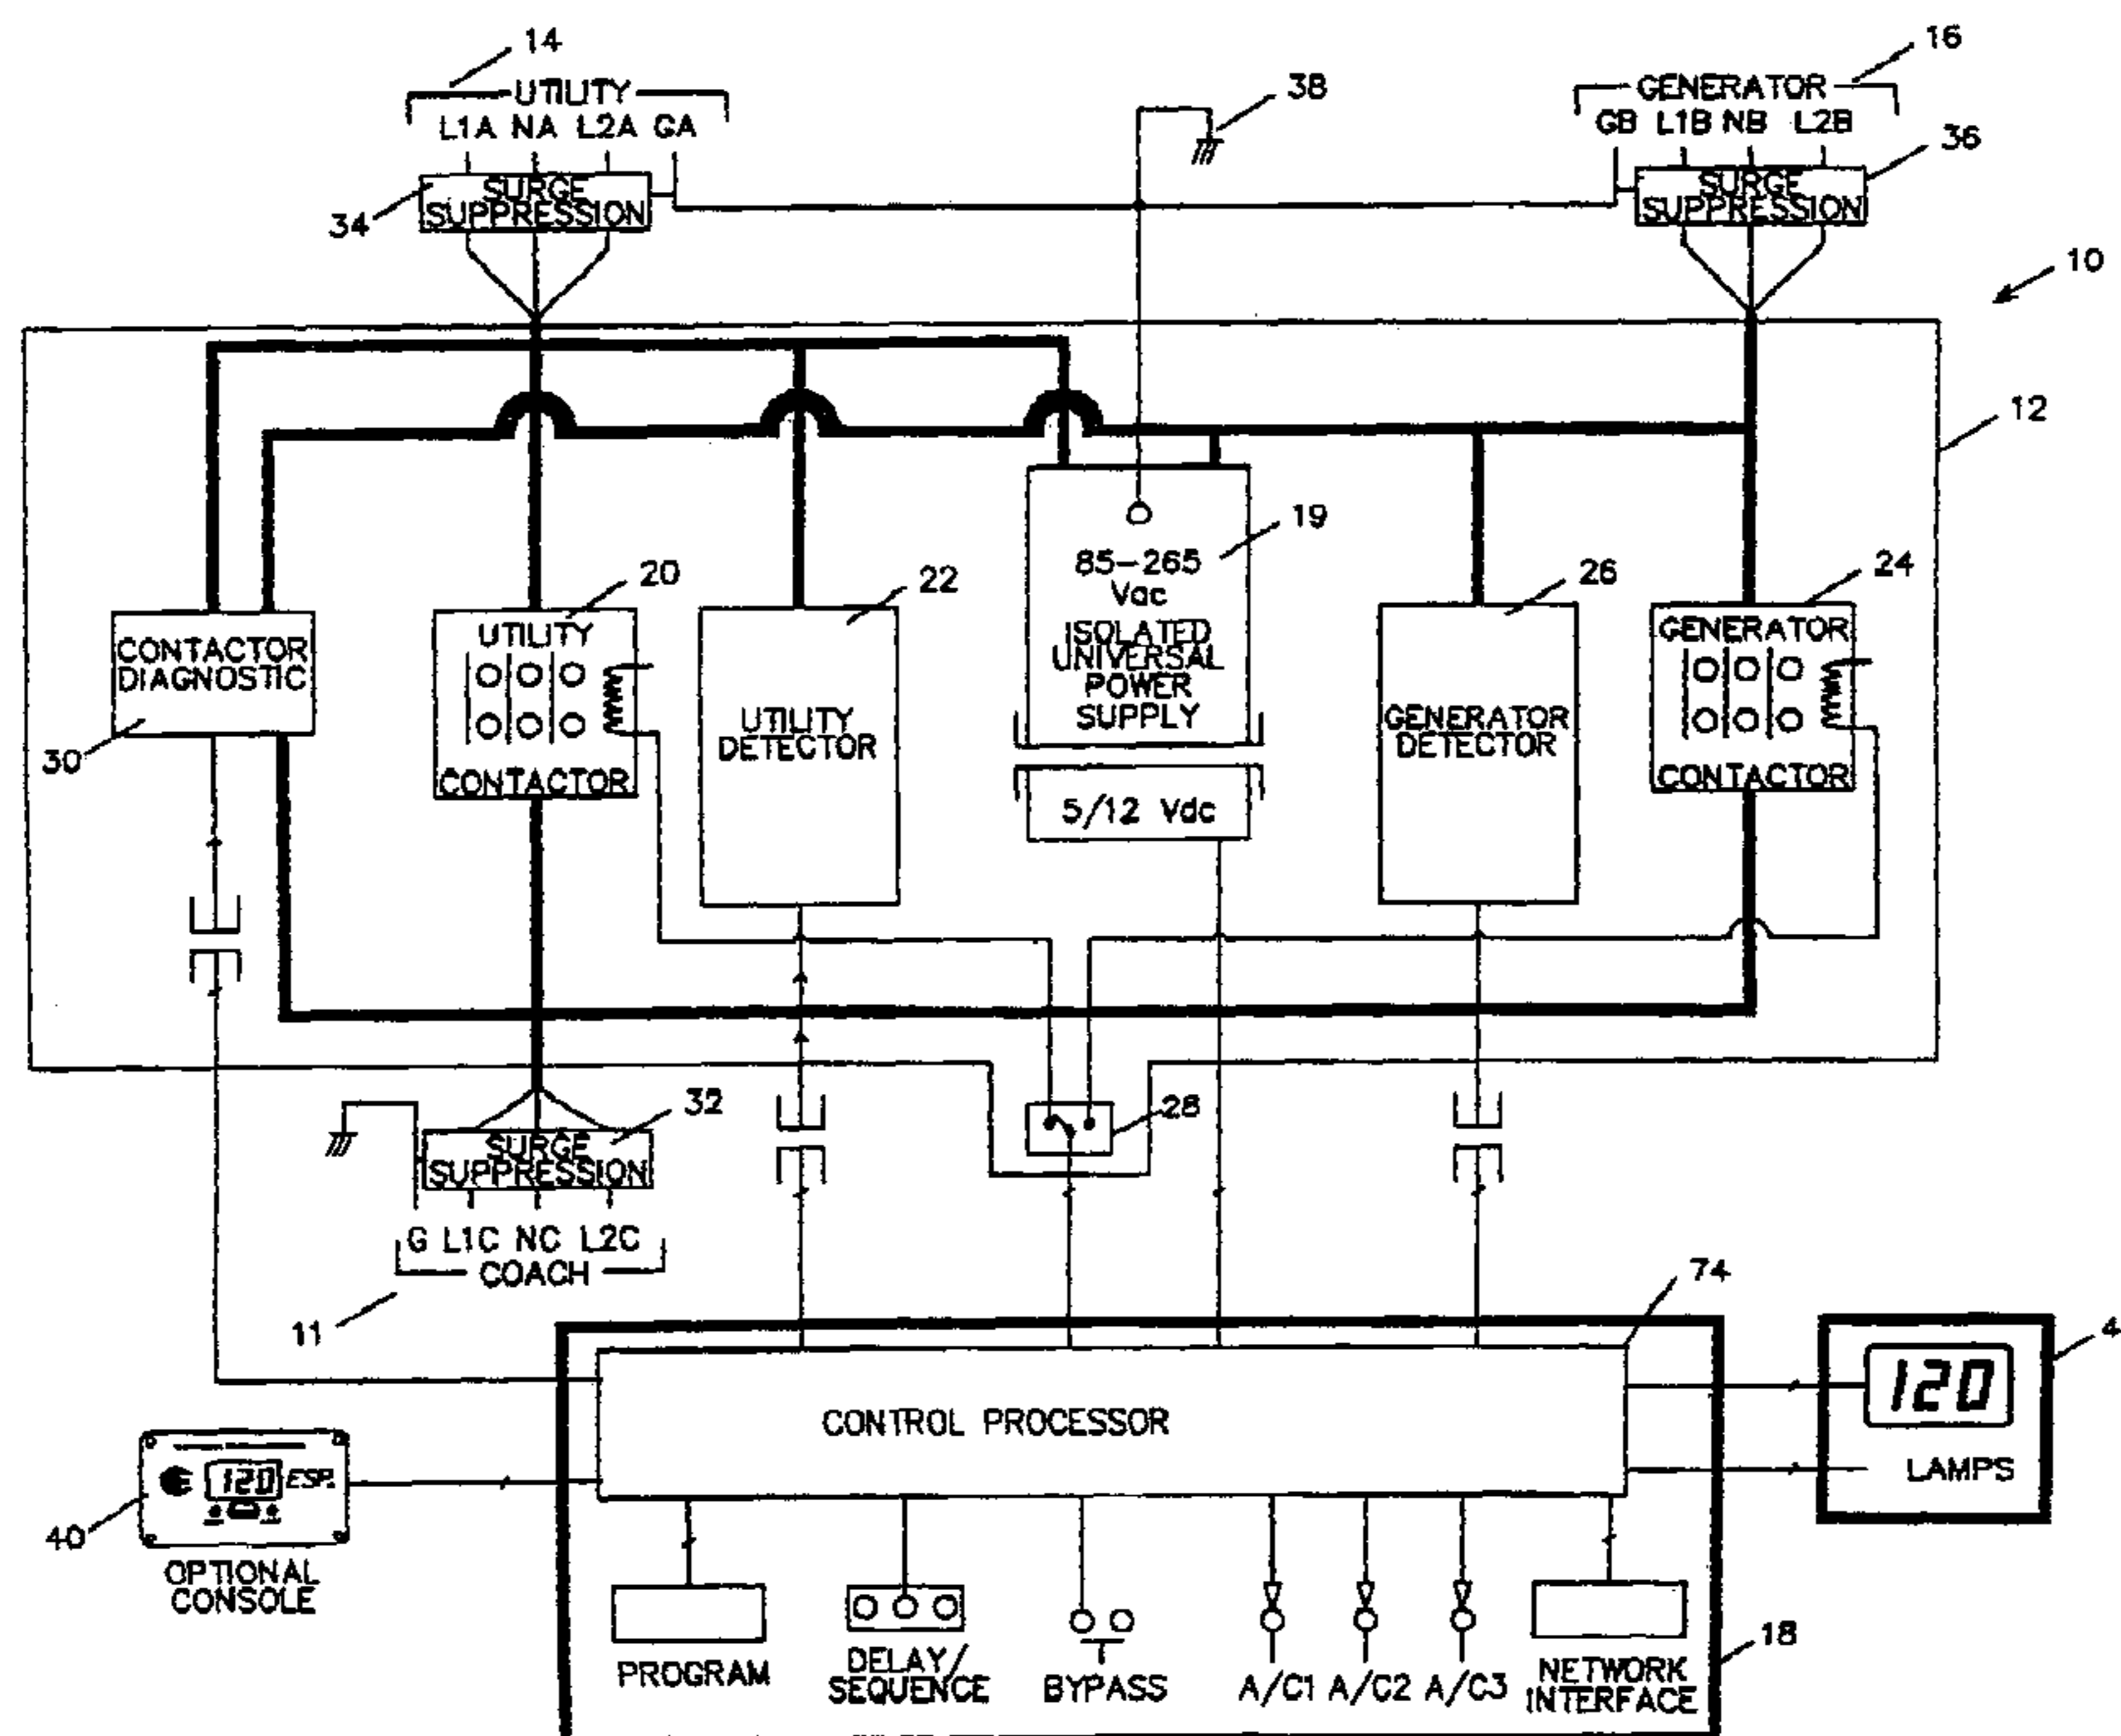 14
UTILITY
L1A NA L2A GA
38
16
GENERATOR
GB L1B NB L2B
36
SURGE
SUPPRESSION
34
SURGE
SUPPRESSION
10
12
19
85-265
Vac
ISOLATED
UNIVERSAL
POWER
SUPPLY
5/12 Vdc
20
UTILITY
CONTACTOR
22
UTILITY
DETECTOR
26
GENERATOR
DETECTOR
24
GENERATOR
CONTACTOR
CONTACTOR
DIAGNOSTIC
30
32
28
SURGE
SUPPRESSION
G L1C NC L2C
COACH
11
74
4
120
LAMPS
CONTROL PROCESSOR
120 ESP.
40
OPTIONAL
CONSOLE
PROGRAM
DELAY/
SEQUENCE
BYPASS
A/C1 A/C2 A/C3
NETWORK
INTERFACE
18